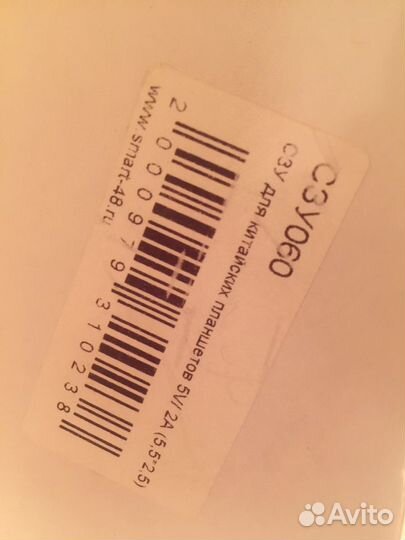 СЗУ060
СЗУ для китайских планшетов 5V/ 2A (5,5*2,5)
2 000979 310238
www.smart-48.ru
Avito